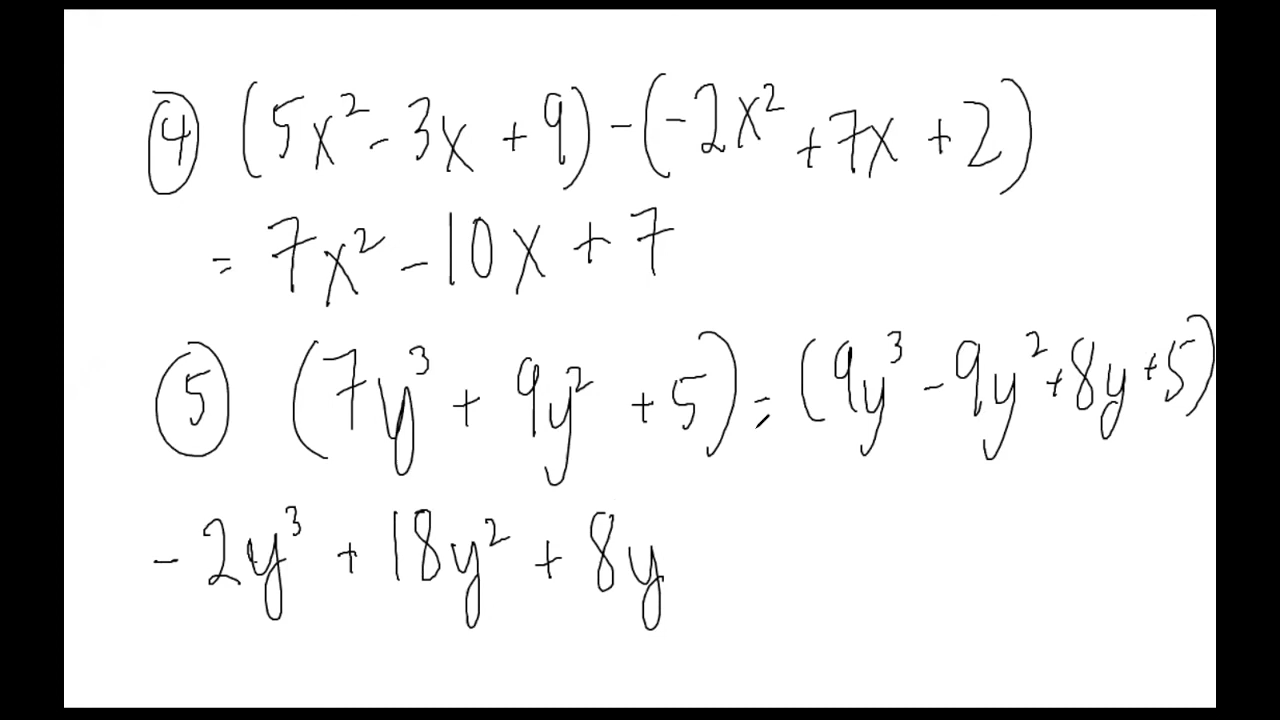 ④ (5x² - 3x + 9) - (-2x² + 7x + 2)
= 7x² - 10x + 7
⑤ (7y³ + 9y² + 5) = (9y³ - 9y² + 8y + 5)
- 2y³ + 18y² + 8y